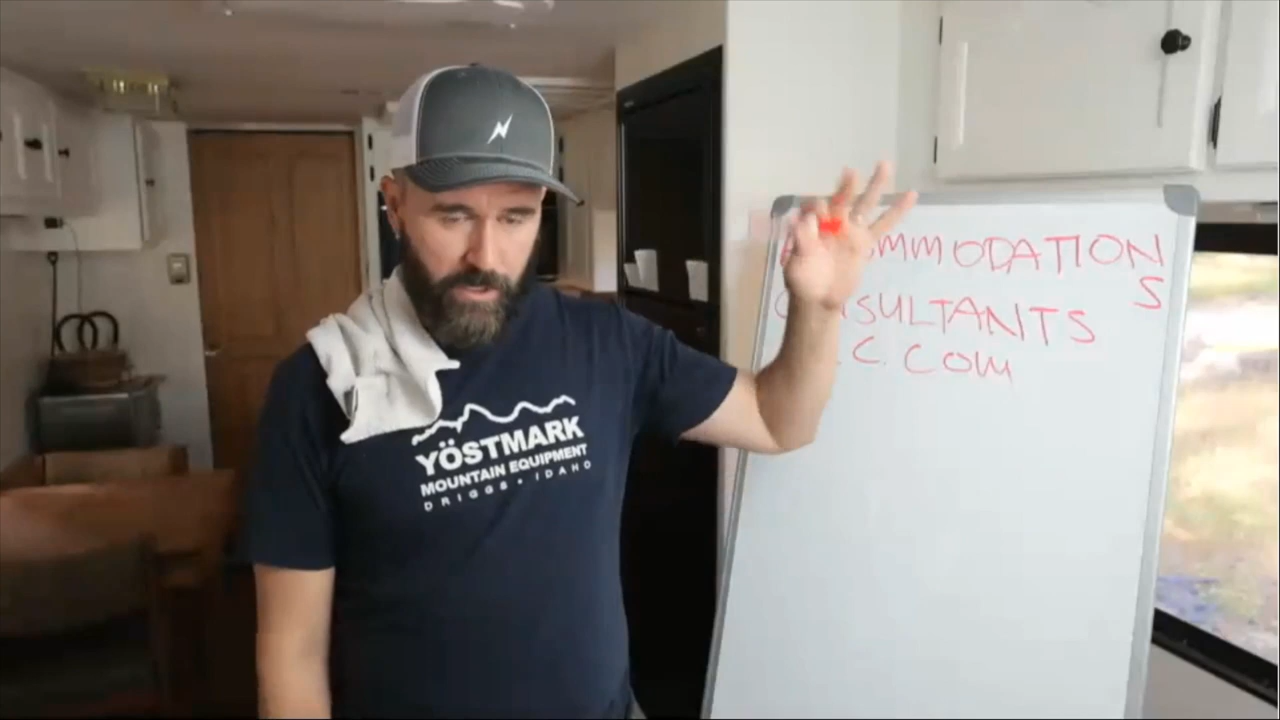 YÖSTMARK
MOUNTAIN EQUIPMENT
DRIGGS • IDAHO
MMODATION
S
SULTANTS
C.COM